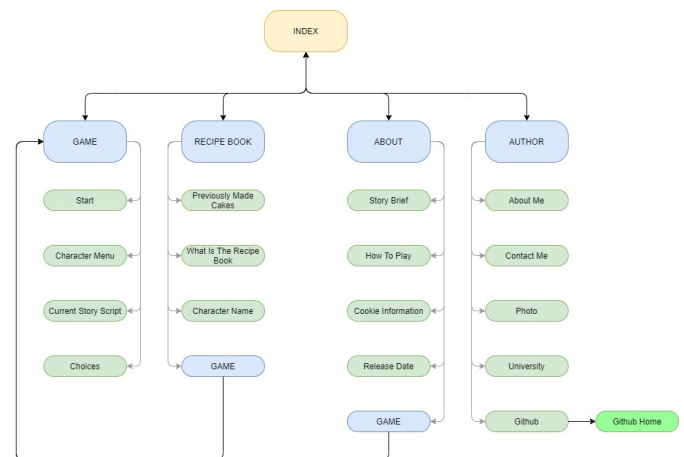 INDEX
GAME
RECIPE BOOK
ABOUT
AUTHOR
Start
Previously Made
Cakes
Story Brief
About Me
Character Menu
What Is The Recipe
Book
How To Play
Contact Me
Current Story Script
Character Name
Cookie Information
Photo
Choices
GAME
Release Date
University
GAME
Github
Github Home